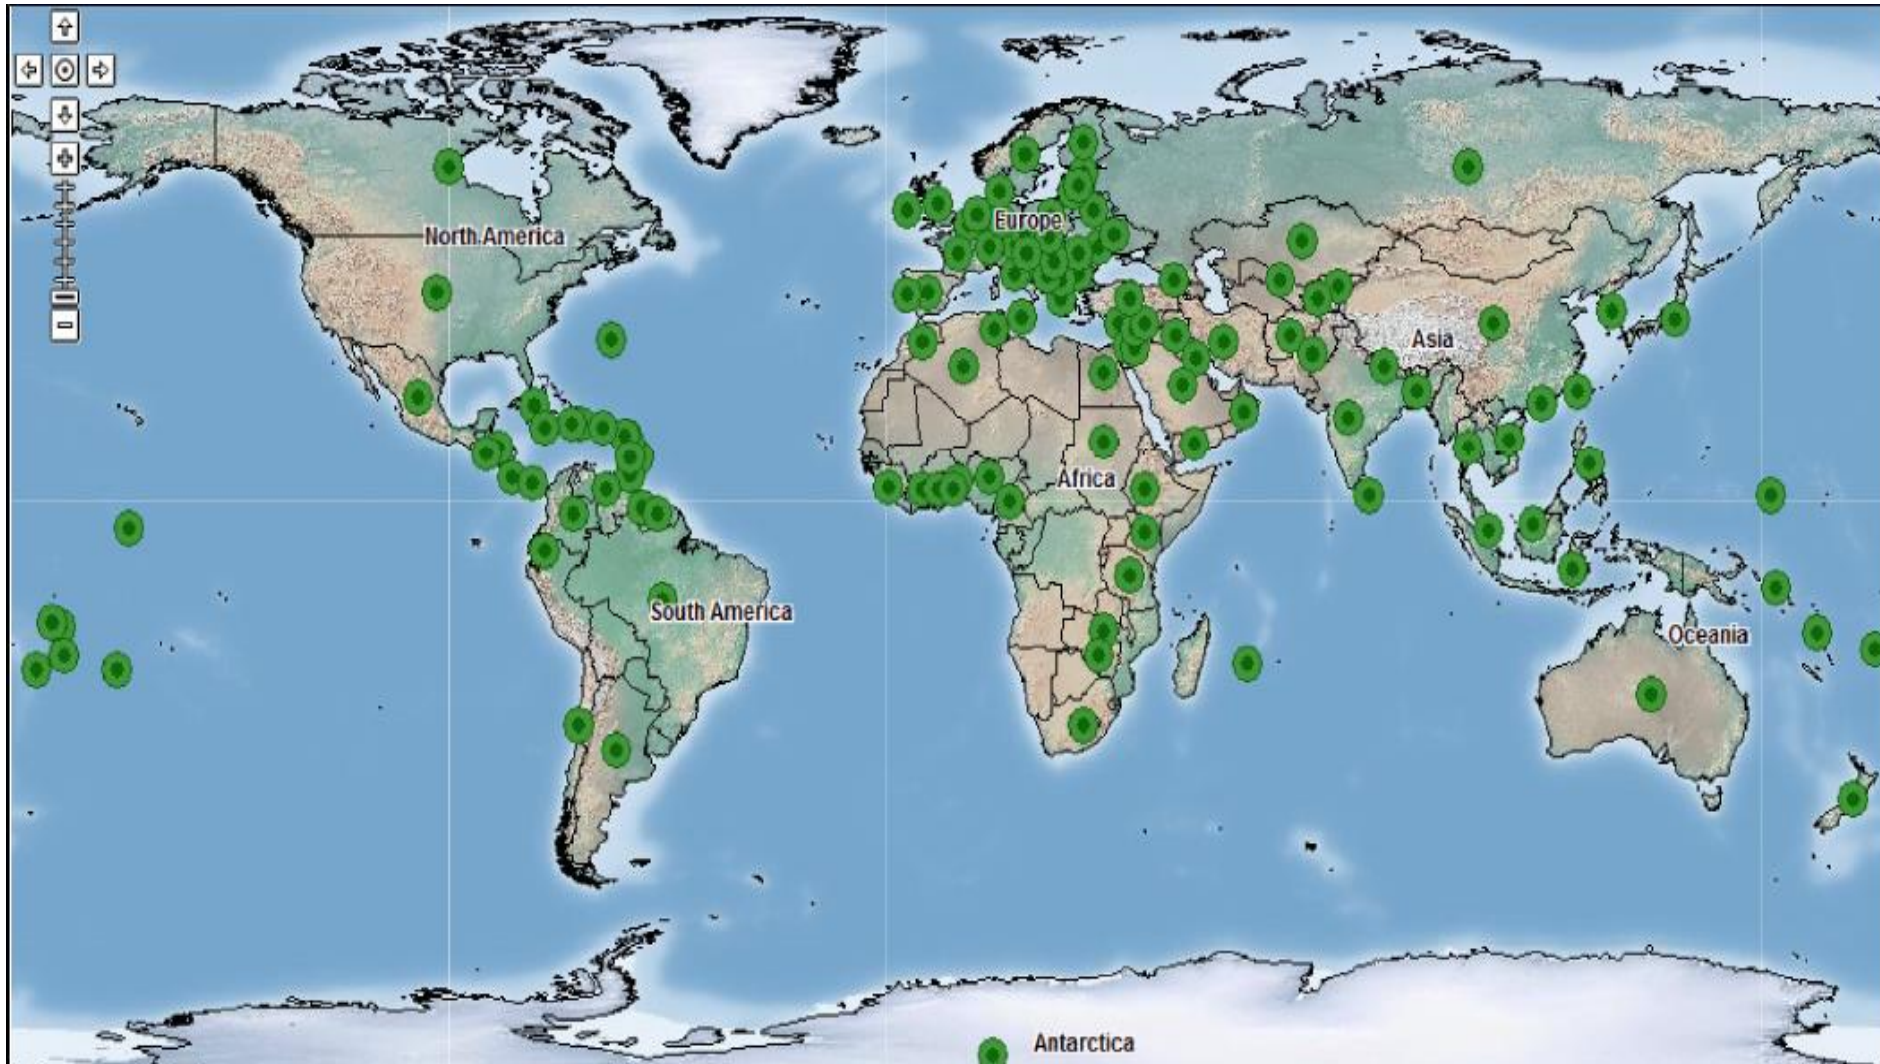 Europe
North America
Asia
Africa
South America
Oceania
Antarctica